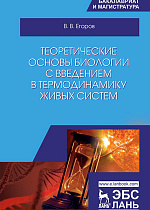 БАКАЛАВРИАТ
И МАГИСТРАТУРА
В. В. Егоров
ТЕОРЕТИЧЕСКИЕ
ОСНОВЫ БИОЛОГИИ
С ВВЕДЕНИЕМ
В ТЕРМОДИНАМИКУ
ЖИВЫХ СИСТЕМ
ЭБС
ЛАНЬ